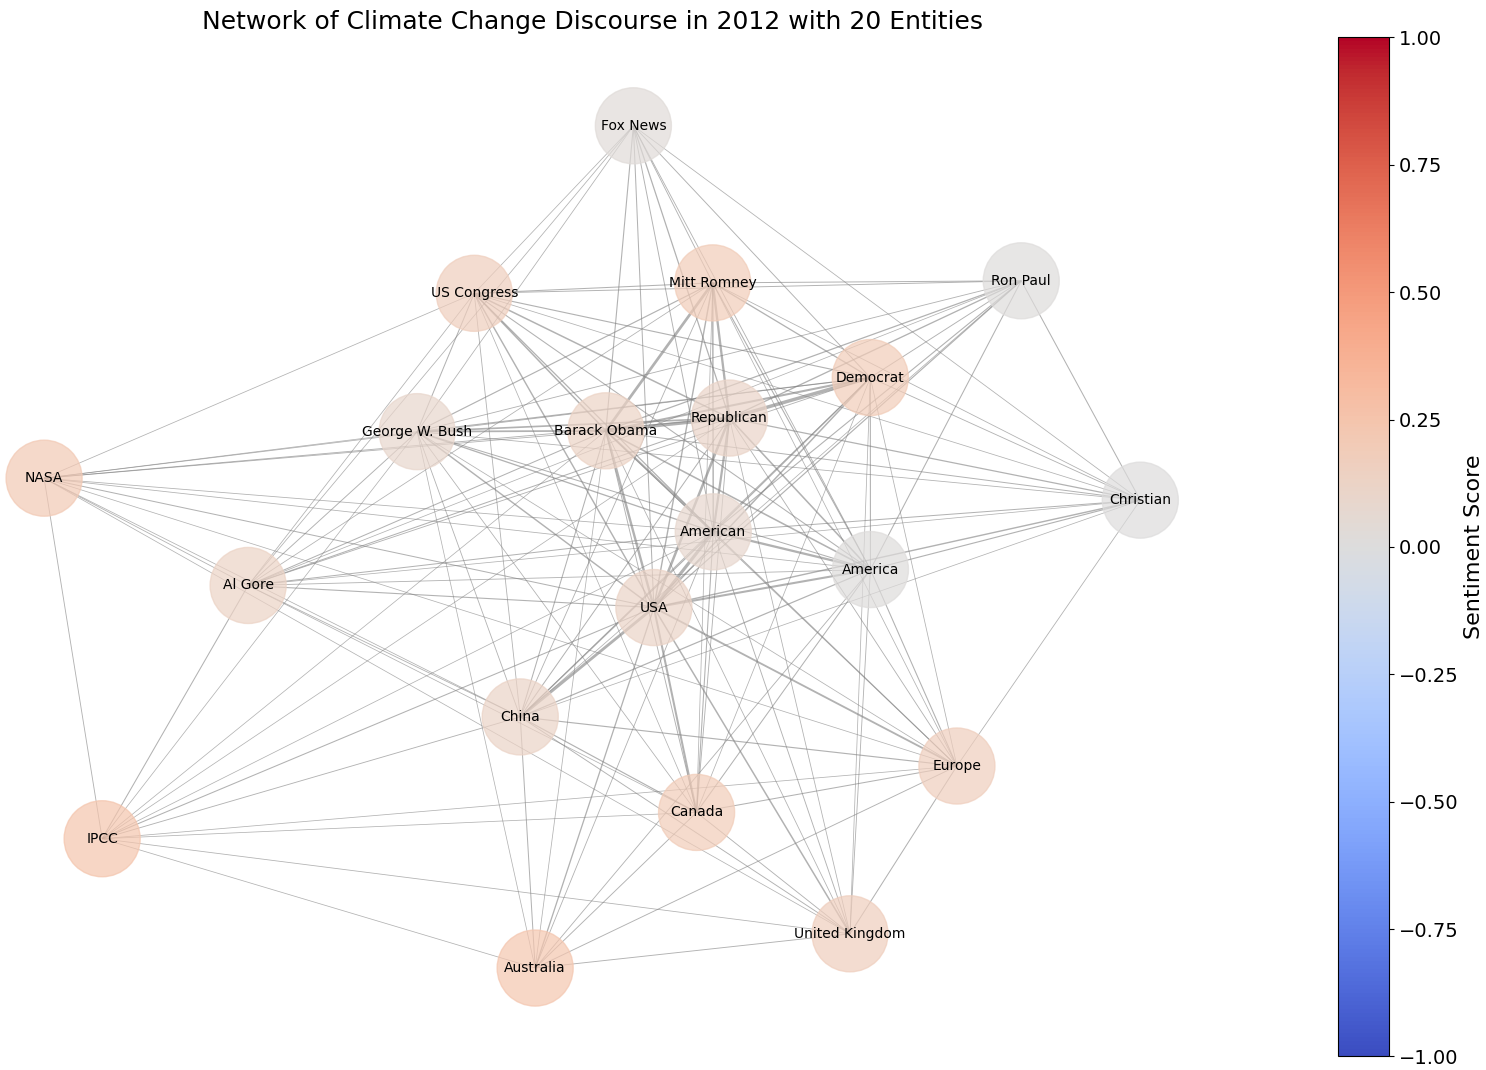 Network of Climate Change Discourse in 2012 with 20 Entities
Fox News
Ron Paul
Mitt Romney
US Congress
Democrat
Republican
Barack Obama
George W. Bush
NASA
Christian
American
America
Al Gore
USA
China
Europe
Canada
IPCC
United Kingdom
Australia
1.00
0.75
0.50
0.25
0.00
−0.25
−0.50
−0.75
−1.00
Sentiment Score